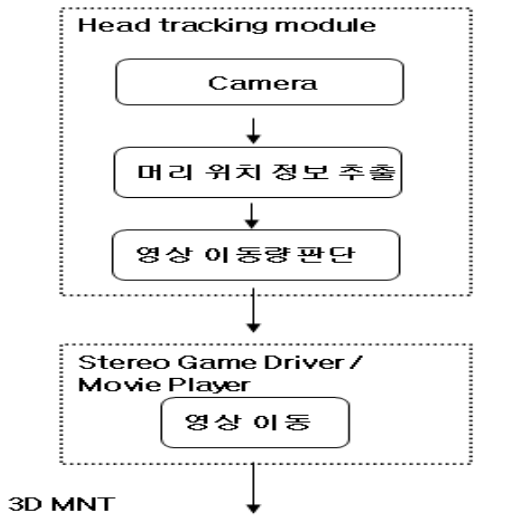 Head tracking module
Camera
머리 위치 정보 추출
영상 이동량 판단
Stereo Game Driver /
Movie Player
영상 이동
3D MNT